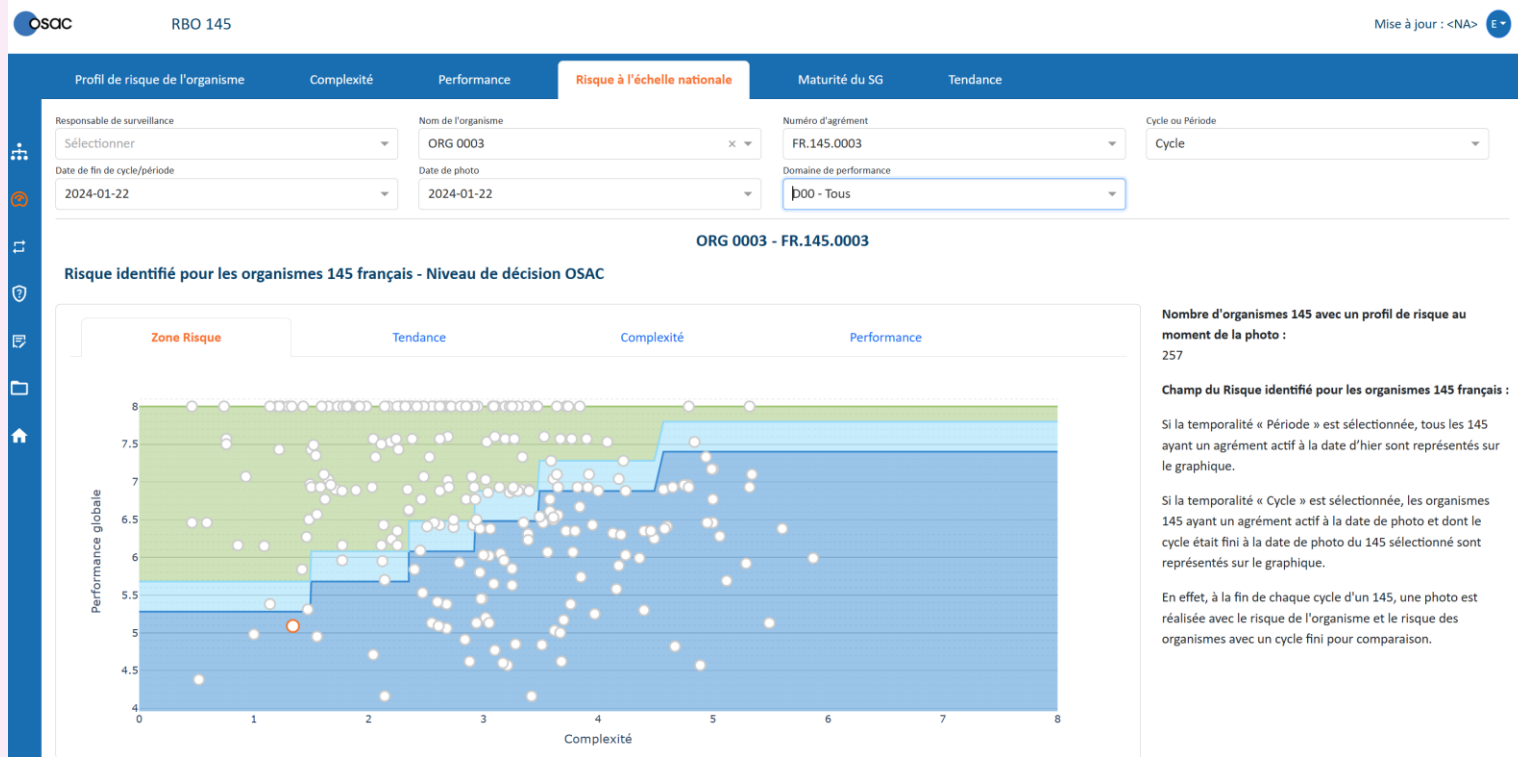 osac
RBO 145
Mise à jour : <NA>
E
Profil de risque de l'organisme
Complexité
Performance
Risque à l'échelle nationale
Maturité du SG
Tendance
Responsable de surveillance
Nom de l'organisme
Numéro d'agrément
Cycle ou Période
Sélectionner
ORG 0003
FR.145.0003
Cycle
Date de fin de cycle/période
Date de photo
Domaine de performance
2024-01-22
2024-01-22
D00 - Tous
ORG 0003 - FR.145.0003
Risque identifié pour les organismes 145 français - Niveau de décision OSAC
Zone Risque
Tendance
Complexité
Performance
8
7.5
7
6.5
6
5.5
5
4.5
4
Performance globale
0
1
2
3
4
5
6
7
8
Complexité
Nombre d'organismes 145 avec un profil de risque au
moment de la photo :
257
Champ du Risque identifié pour les organismes 145 français :
Si la temporalité « Période » est sélectionnée, tous les 145
ayant un agrément actif à la date d’hier sont représentés sur
le graphique.
Si la temporalité « Cycle » est sélectionnée, les organismes
145 ayant un agrément actif à la date de photo et dont le
cycle était fini à la date de photo du 145 sélectionné sont
représentés sur le graphique.
En effet, à la fin de chaque cycle d'un 145, une photo est
réalisée avec le risque de l'organisme et le risque des
organismes avec un cycle fini pour comparaison.